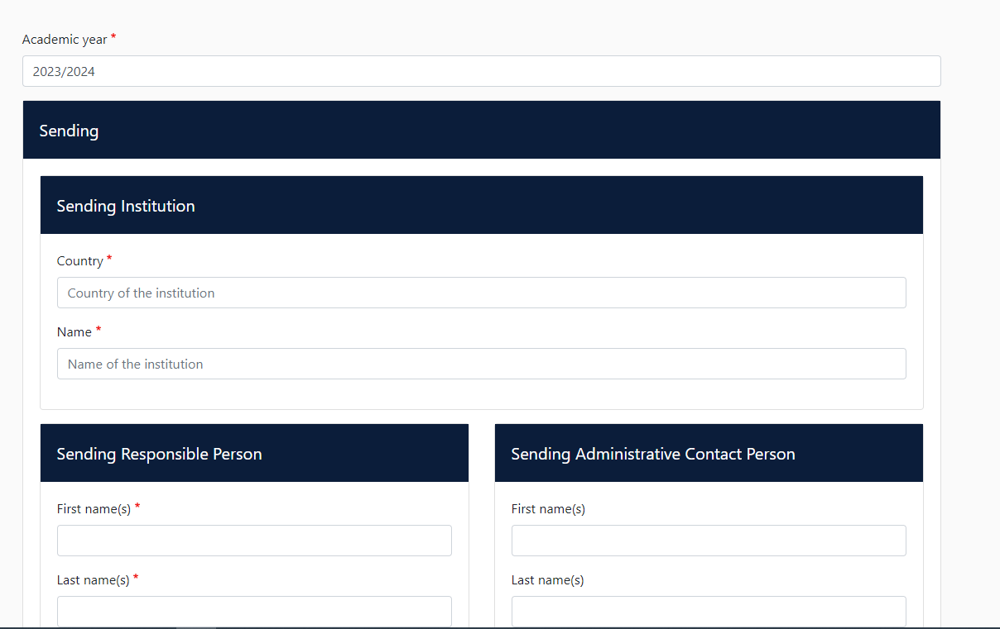 Academic year *
2023/2024
Sending
Sending Institution
Country *
Country of the institution
Name *
Name of the institution
Sending Responsible Person
First name(s) *
Last name(s) *
Sending Administrative Contact Person
First name(s)
Last name(s)